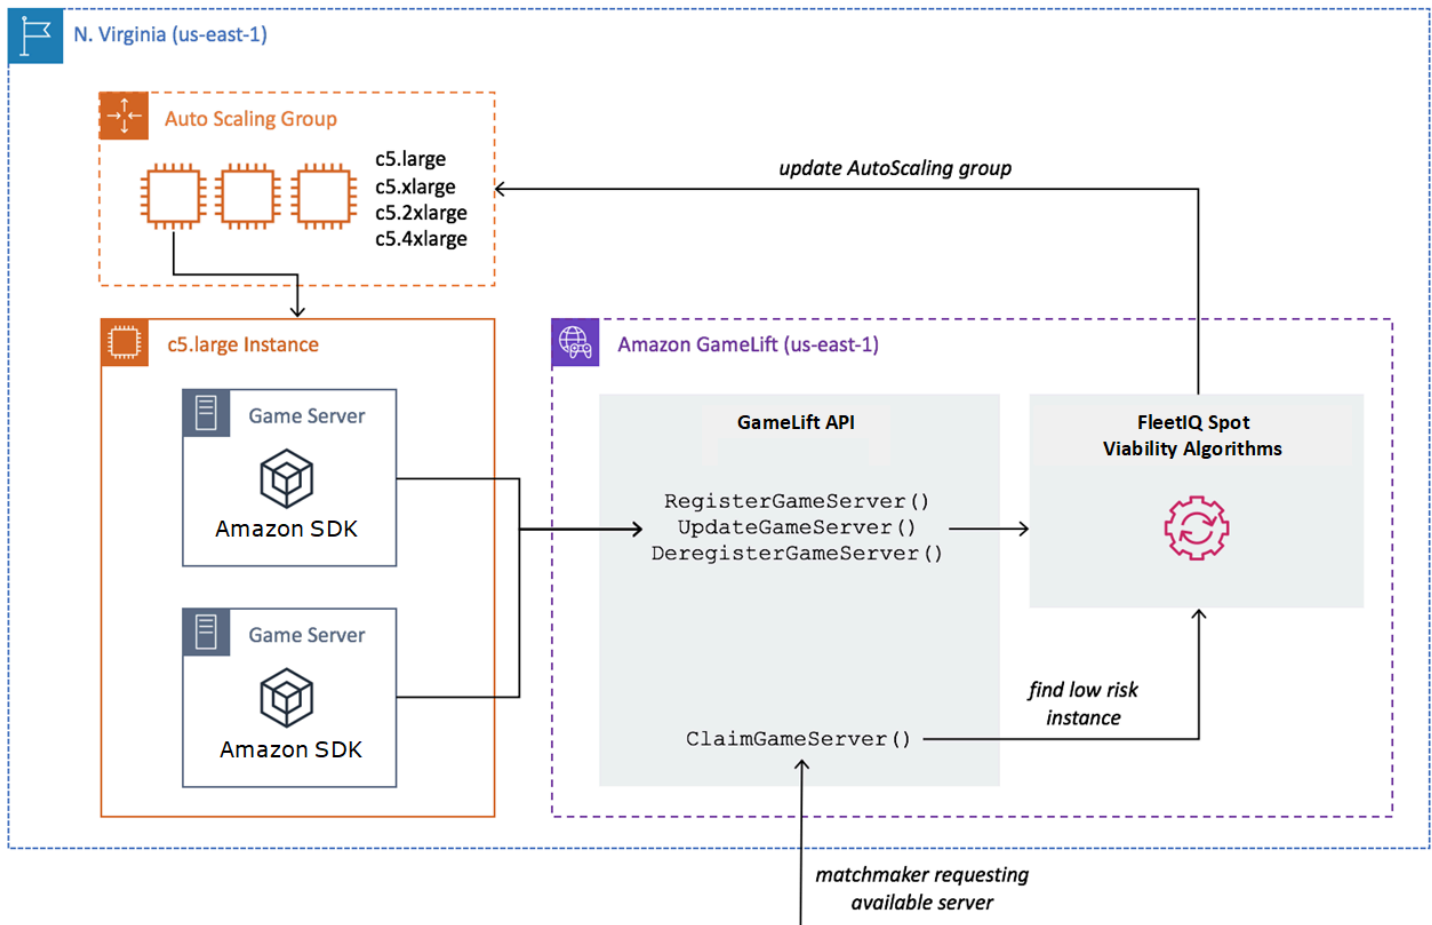 N. Virginia (us-east-1)
Auto Scaling Group
c5.large
c5.xlarge
c5.2xlarge
c5.4xlarge
update AutoScaling group
c5.large Instance
Game Server
Amazon SDK
Game Server
Amazon SDK
Amazon GameLift (us-east-1)
GameLift API
RegisterGameServer()
UpdateGameServer()
DeregisterGameServer()
ClaimGameServer()
FleetIQ Spot
Viability Algorithms
find low risk
instance
matchmaker requesting
available server